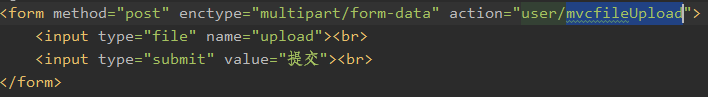 <form method="post" enctype="multipart/form-data" action="user/mvcfileUpload">
    <input type="file" name="upload"><br>
    <input type="submit" value="提交"><br>
</form>